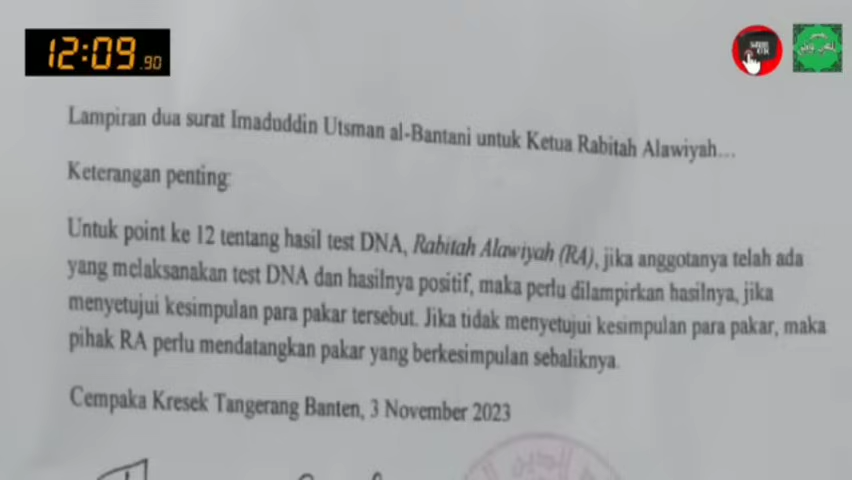 12:09.90
Lampiran dua surat Imaduddin Utsman al-Bantani untuk Ketua Rabitah Alawiyah...
Keterangan penting:
Untuk point ke 12 tentang hasil test DNA, Rabitah Alawiyah (RA), jika anggotanya telah ada
yang melaksanakan test DNA dan hasilnya positif, maka perlu dilampirkan hasilnya, jika
menyetujui kesimpulan para pakar tersebut. Jika tidak menyetujui kesimpulan para pakar, maka
pihak RA perlu mendatangkan pakar yang berkesimpulan sebaliknya.
Cempaka Kresek Tangerang Banten, 3 November 2023